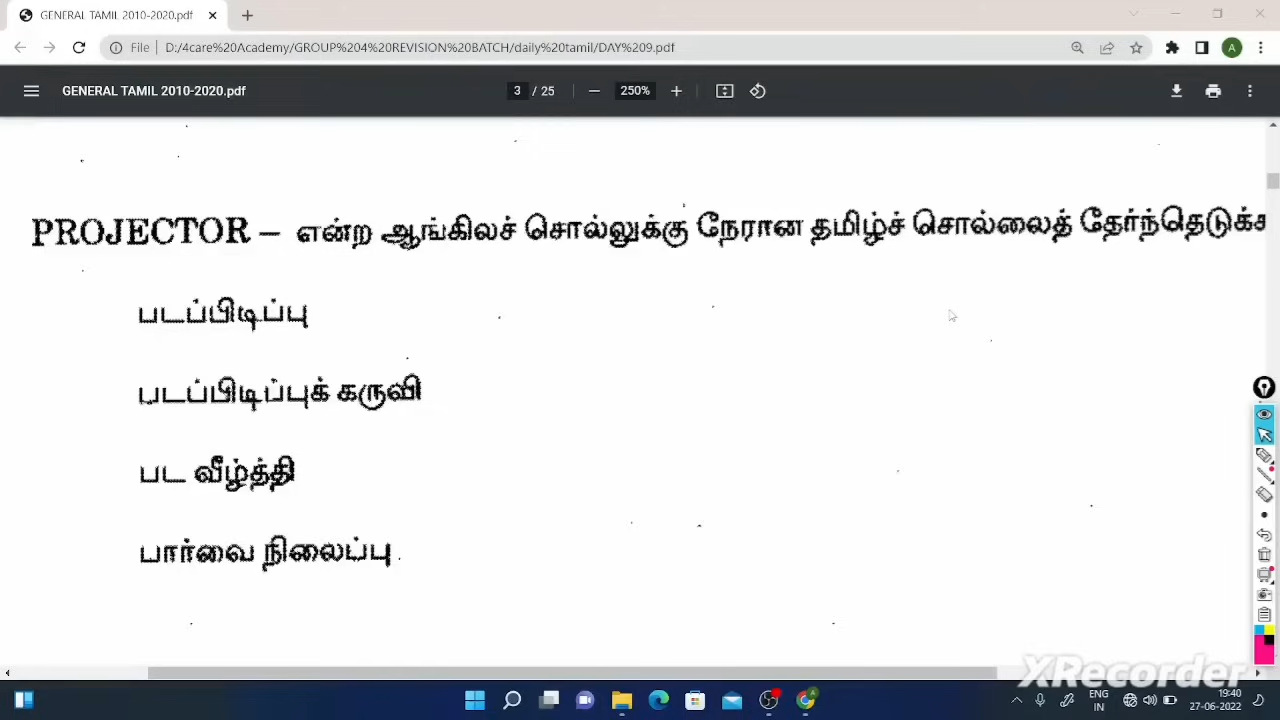 GENERAL TAMIL 2010-2020.pdf
File D:/4care%20Academy/GROUP%204%20REVISION%20BATCH/daily%20tamil/DAY%209.pdf A
GENERAL TAMIL 2010-2020.pdf 3 / 25 250%
PROJECTOR – என்ற ஆங்கிலச் சொல்லுக்கு நேரான தமிழ்ச் சொல்லைத் தேர்ந்தெடுக்க
படப்பிடிப்பு
படப்பிடிப்புக் கருவி
பட வீழ்த்தி
பார்வை நிலைப்பு
XRecorder
ENG 19:40
IN 27-06-2022